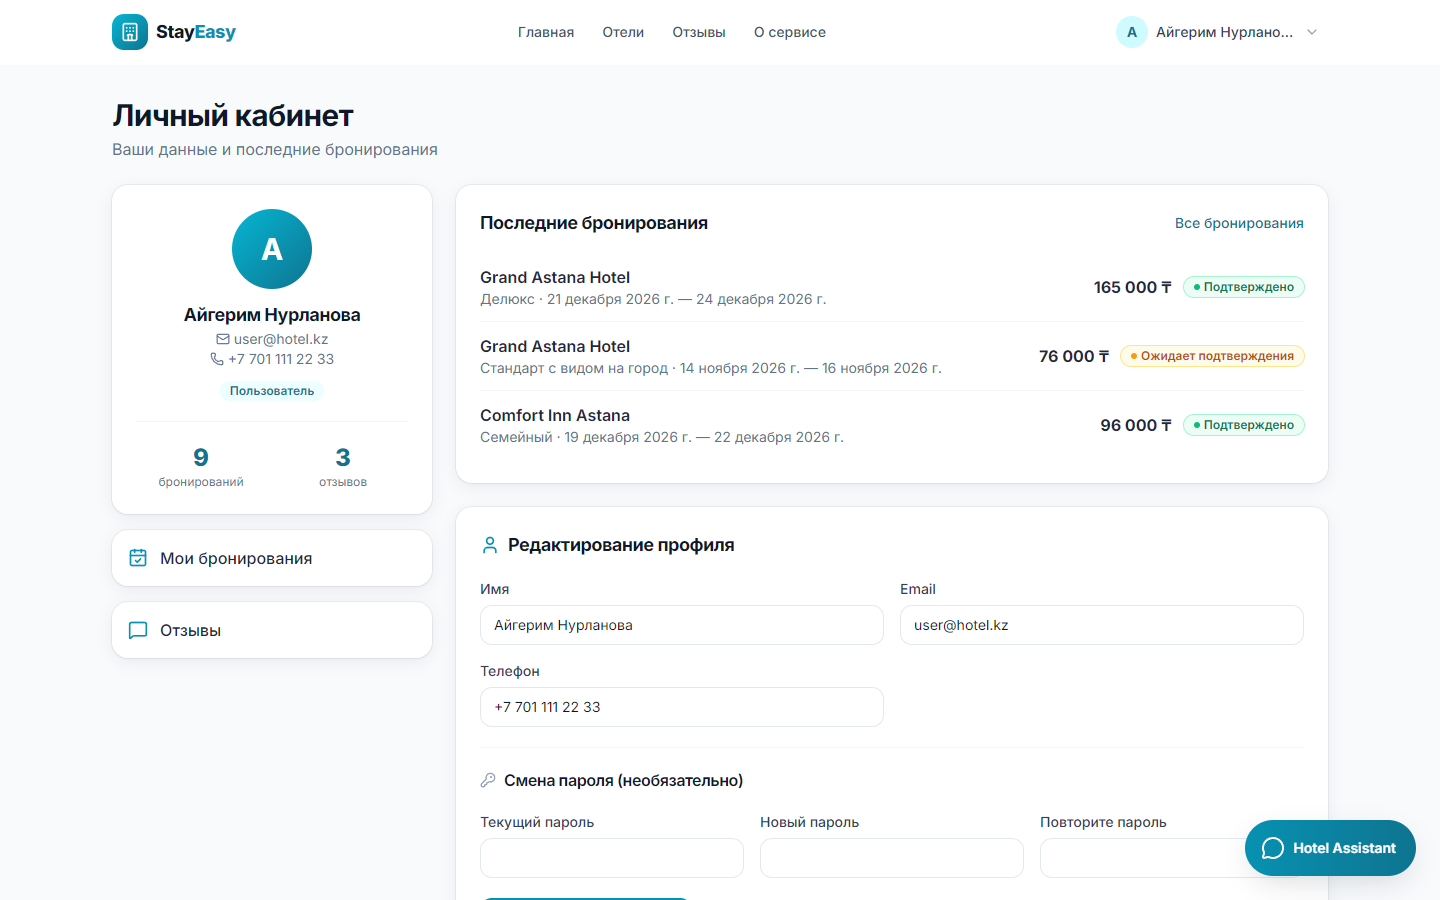 StayEasy
Главная
Отели
Отзывы
О сервисе
А
Айгерим Нурлано...
Личный кабинет
Ваши данные и последние бронирования
А
Айгерим Нурланова
user@hotel.kz
+7 701 111 22 33
Пользователь
9
бронирований
3
отзывов
Мои бронирования
Отзывы
Последние бронирования
Все бронирования
Grand Astana Hotel
Делюкс · 21 декабря 2026 г. — 24 декабря 2026 г.
165 000 ₸
Подтверждено
Grand Astana Hotel
Стандарт с видом на город · 14 ноября 2026 г. — 16 ноября 2026 г.
76 000 ₸
Ожидает подтверждения
Comfort Inn Astana
Семейный · 19 декабря 2026 г. — 22 декабря 2026 г.
96 000 ₸
Подтверждено
Редактирование профиля
Имя
Email
Айгерим Нурланова
user@hotel.kz
Телефон
+7 701 111 22 33
Смена пароля (необязательно)
Текущий пароль
Новый пароль
Повторите пароль
Hotel Assistant